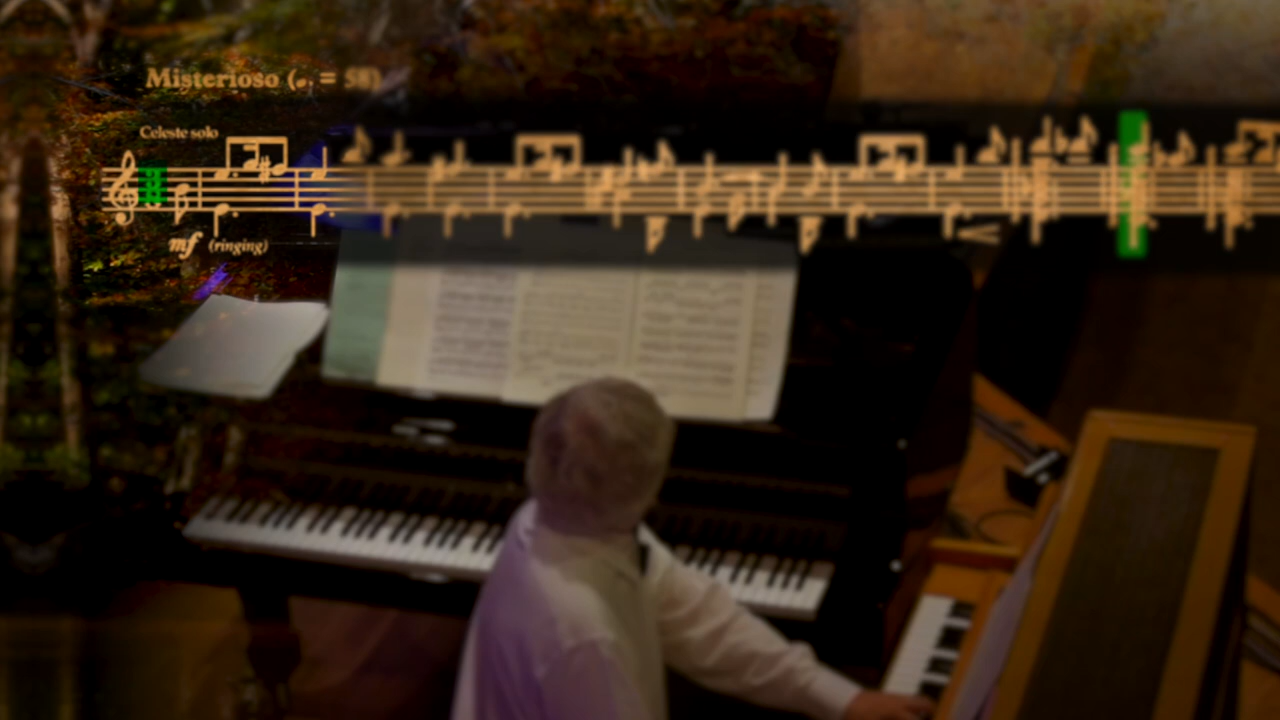 Misterioso (♩. = 58)
Celeste solo
mf (ringing)